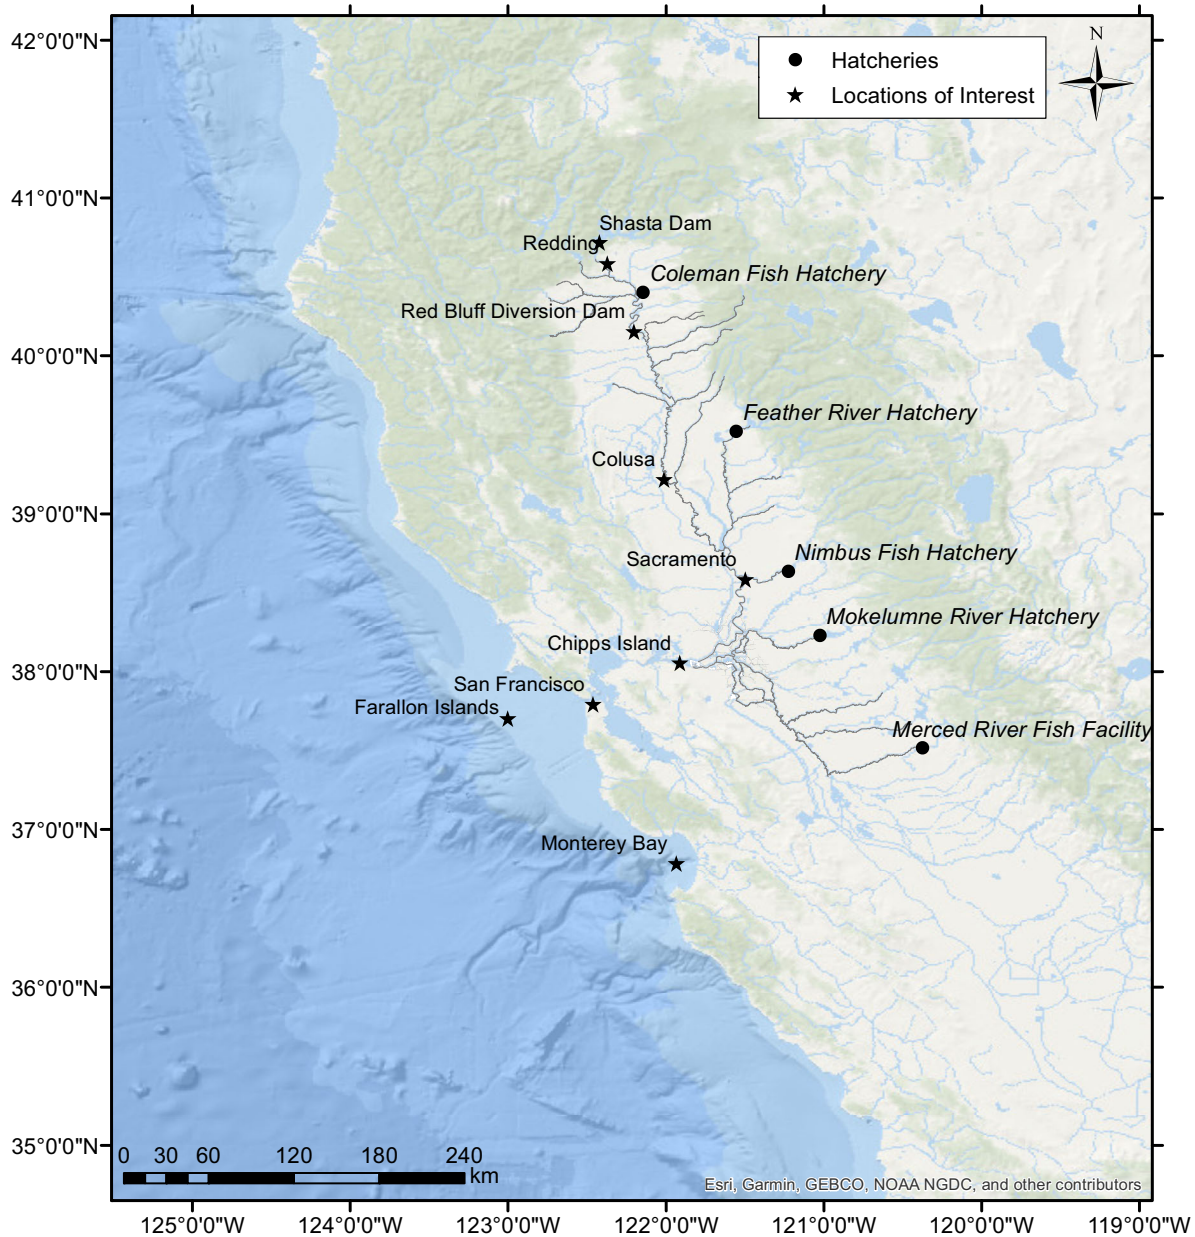 42°0'0"N
41°0'0"N
40°0'0"N
39°0'0"N
38°0'0"N
37°0'0"N
36°0'0"N
35°0'0"N
Hatcheries
Locations of Interest
N
Shasta Dam
Redding
Coleman Fish Hatchery
Red Bluff Diversion Dam
Feather River Hatchery
Colusa
Nimbus Fish Hatchery
Sacramento
Mokelumne River Hatchery
Chipps Island
San Francisco
Farallon Islands
Merced River Fish Facility
Monterey Bay
0 30 60 120 180 240
km
Esri, Garmin, GEBCO, NOAA NGDC, and other contributors
125°0'0"W 124°0'0"W 123°0'0"W 122°0'0"W 121°0'0"W 120°0'0"W 119°0'0"W